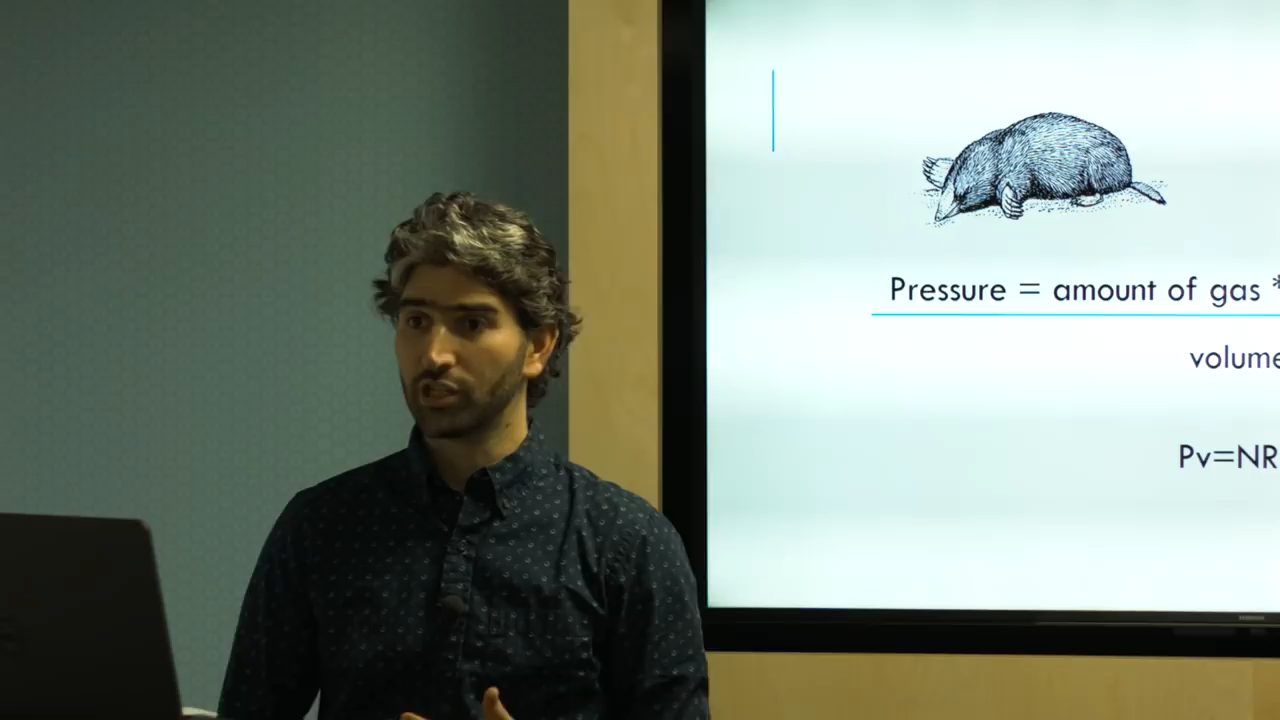 Pressure = amount of gas *
volume
Pv=NR